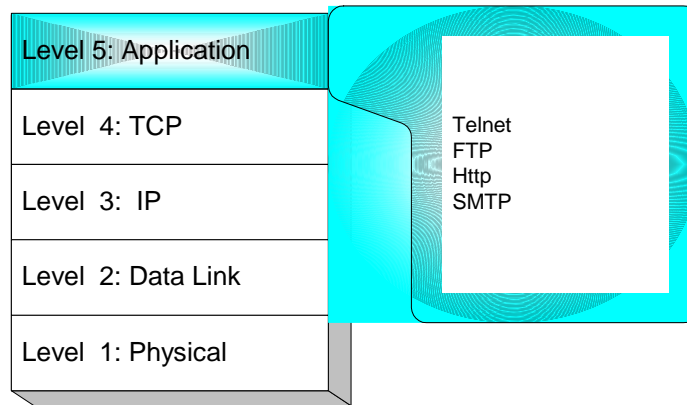 Level 5: Application
Level 4: TCP
Level 3: IP
Level 2: Data Link
Level 1: Physical
Telnet
FTP
Http
SMTP